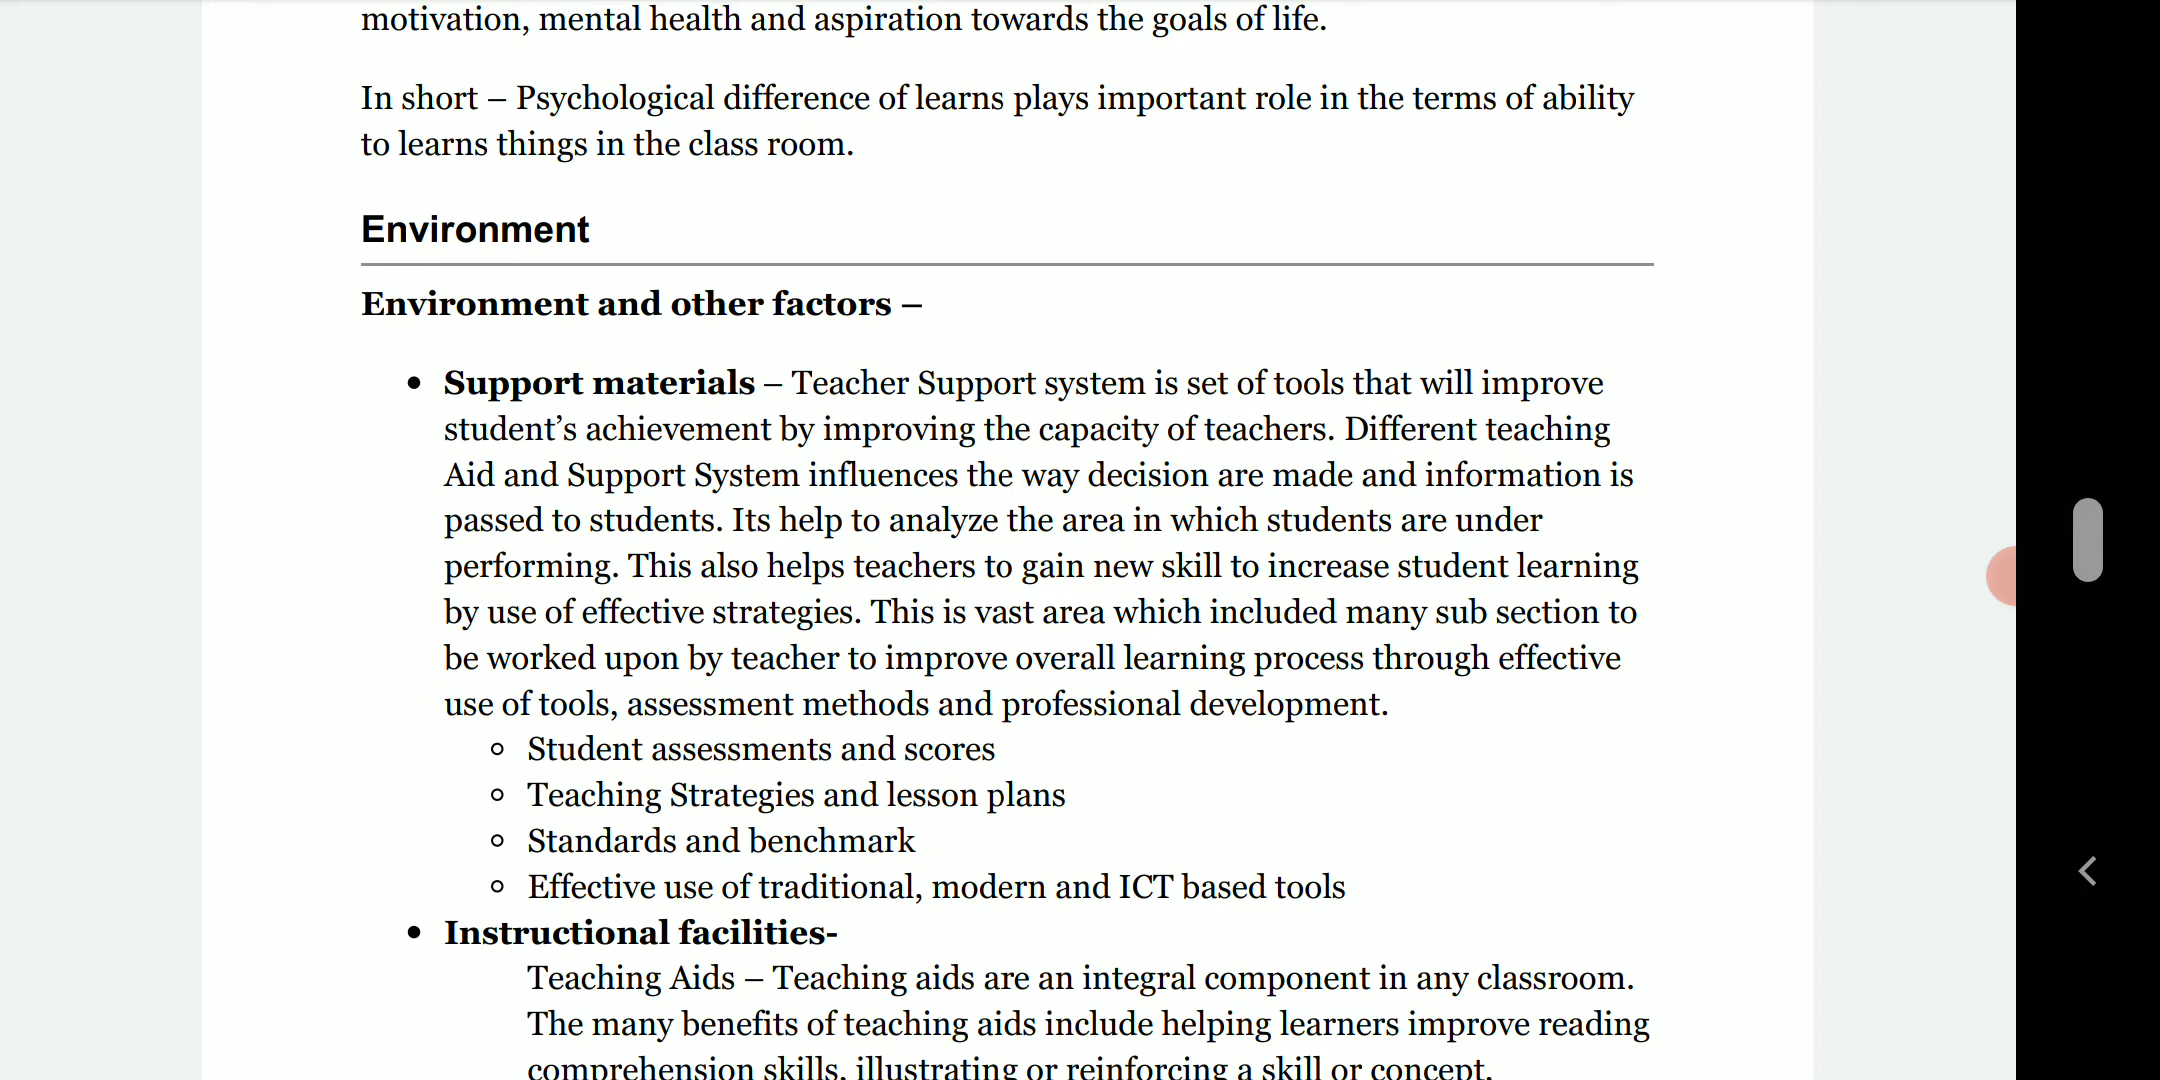 motivation, mental health and aspiration towards the goals of life.
In short – Psychological difference of learns plays important role in the terms of ability
to learns things in the class room.
Environment
Environment and other factors –
• Support materials – Teacher Support system is set of tools that will improve
student’s achievement by improving the capacity of teachers. Different teaching
Aid and Support System influences the way decision are made and information is
passed to students. Its help to analyze the area in which students are under
performing. This also helps teachers to gain new skill to increase student learning
by use of effective strategies. This is vast area which included many sub section to
be worked upon by teacher to improve overall learning process through effective
use of tools, assessment methods and professional development.
◦ Student assessments and scores
◦ Teaching Strategies and lesson plans
◦ Standards and benchmark
◦ Effective use of traditional, modern and ICT based tools
• Instructional facilities-
Teaching Aids – Teaching aids are an integral component in any classroom.
The many benefits of teaching aids include helping learners improve reading
comprehension skills, illustrating or reinforcing a skill or concept,